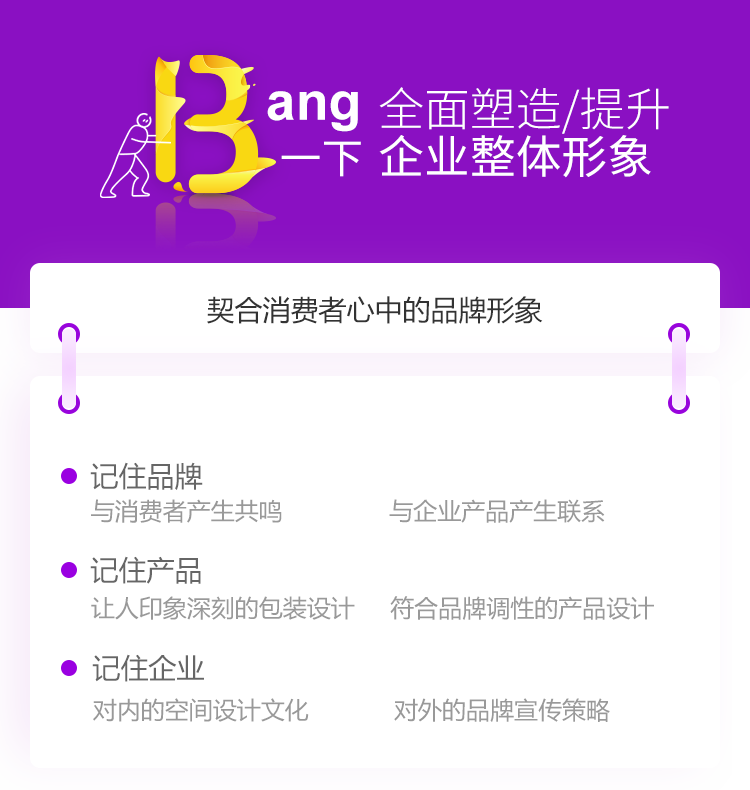 Bang 全面塑造/提升
一下 企业整体形象
契合消费者心中的品牌形象
记住品牌
与消费者产生共鸣 与企业产品产生联系
记住产品
让人印象深刻的包装设计 符合品牌调性的产品设计
记住企业
对内的空间设计文化 对外的品牌宣传策略